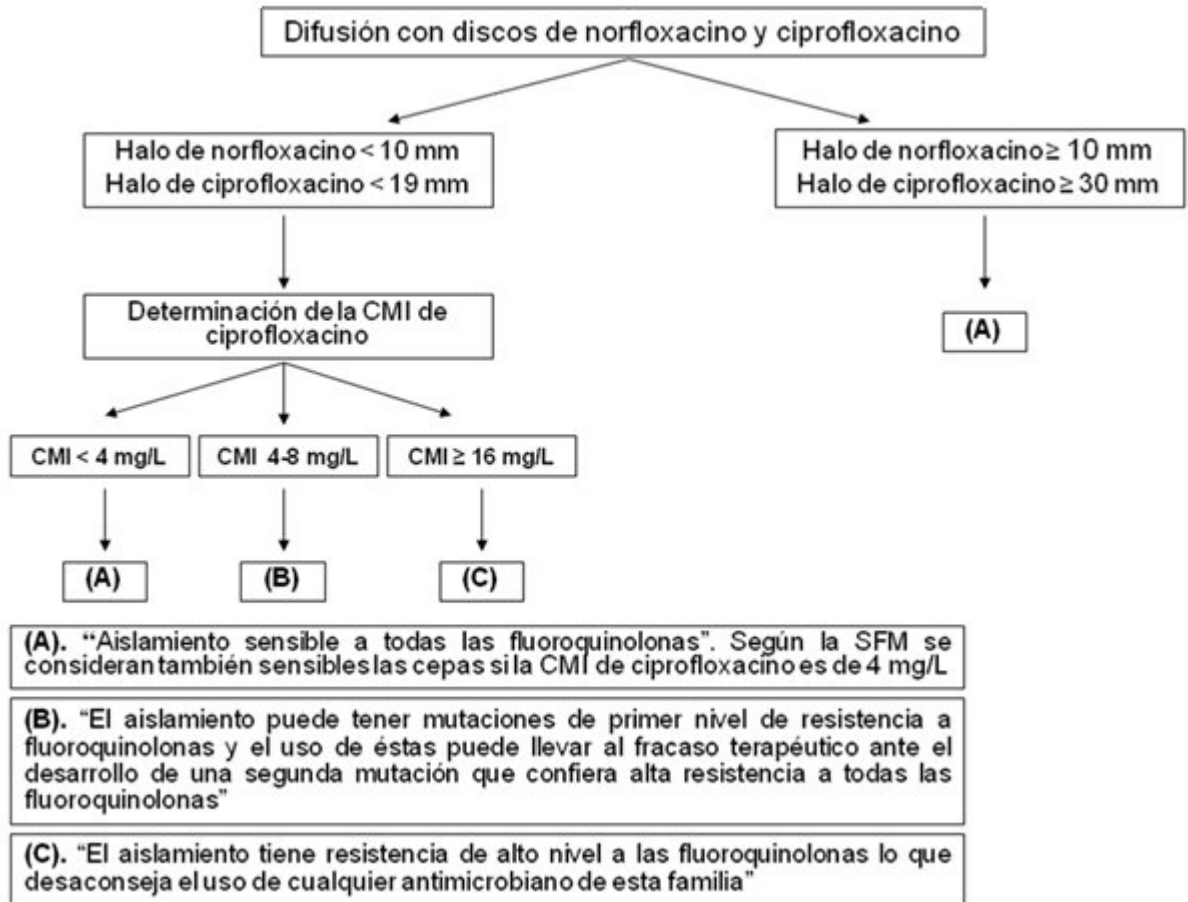 Difusión con discos de norfloxacino y ciprofloxacino
Halo de norfloxacino < 10 mm
Halo de ciprofloxacino < 19 mm
Halo de norfloxacino ≥ 10 mm
Halo de ciprofloxacino ≥ 30 mm
Determinación de la CMI de
ciprofloxacino
(A)
CMI < 4 mg/L
CMI 4-8 mg/L
CMI ≥ 16 mg/L
(A)
(B)
(C)
(A). “Aislamiento sensible a todas las fluoroquinolonas”. Según la SFM se
consideran también sensibles las cepas si la CMI de ciprofloxacino es de 4 mg/L
(B). “El aislamiento puede tener mutaciones de primer nivel de resistencia a
fluoroquinolonas y el uso de éstas puede llevar al fracaso terapéutico ante el
desarrollo de una segunda mutación que confiera alta resistencia a todas las
fluoroquinolonas”
(C). “El aislamiento tiene resistencia de alto nivel a las fluoroquinolonas lo que
desaconseja el uso de cualquier antimicrobiano de esta familia”